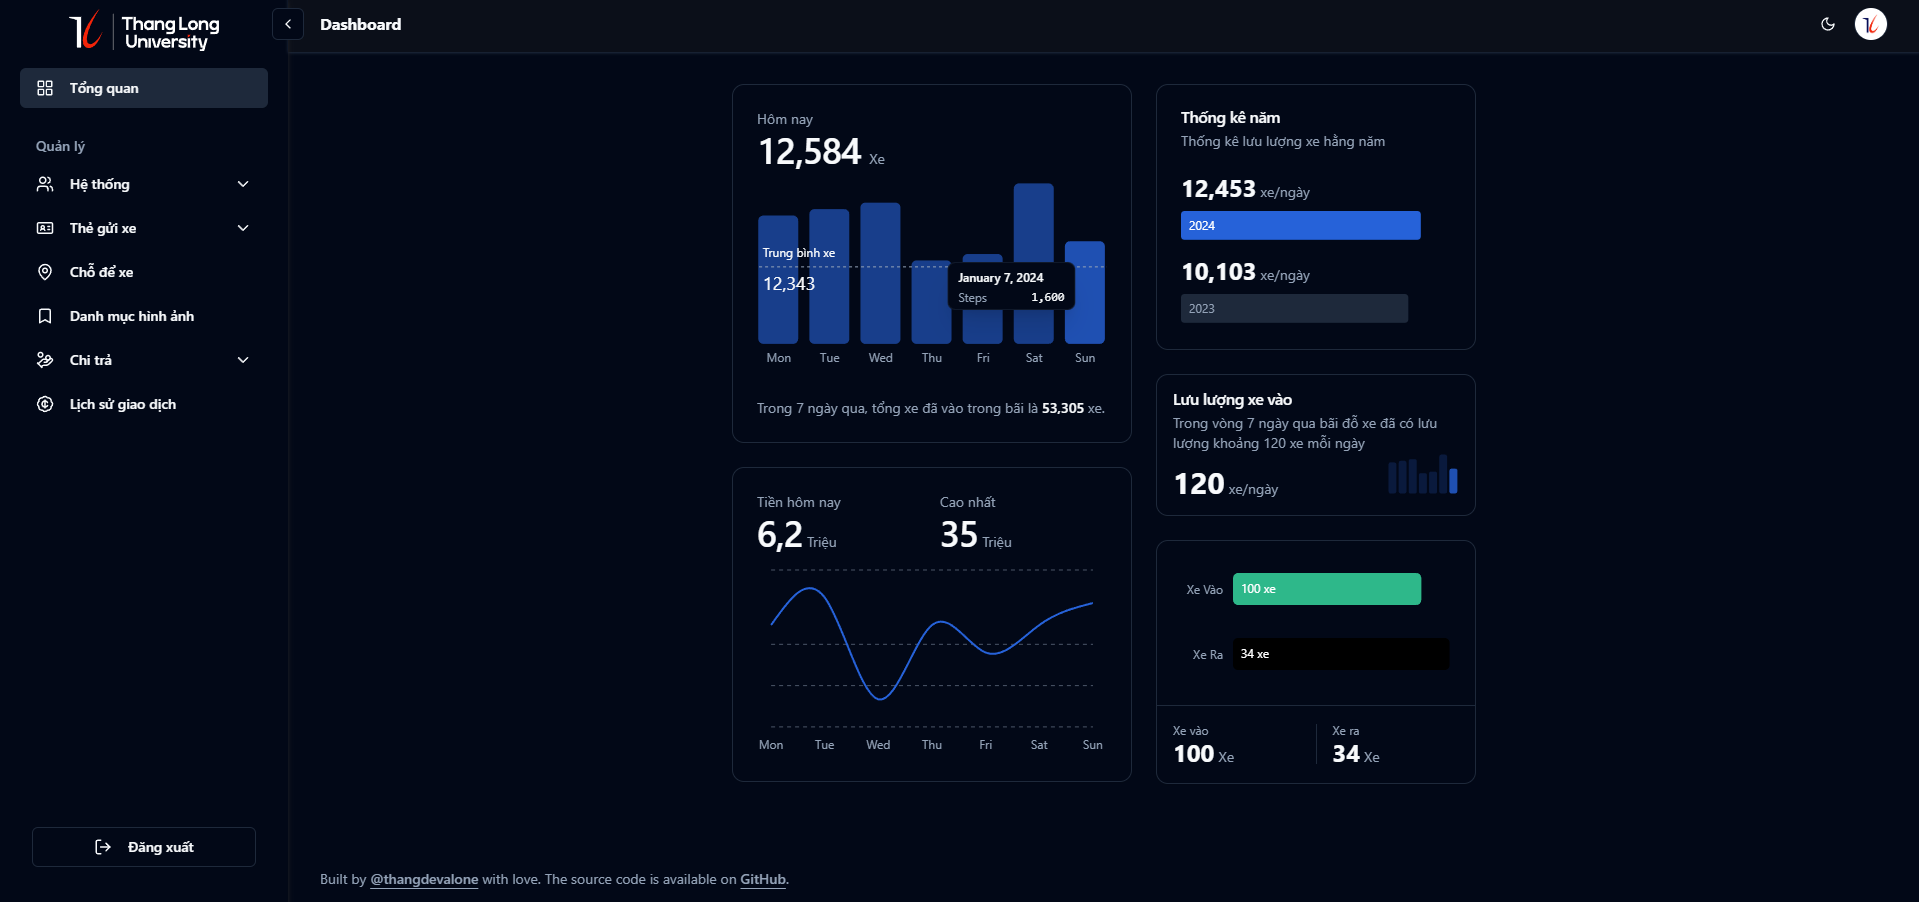 Thang Long
University
Tổng quan
Quản lý
Hệ thống
Thẻ gửi xe
Chỗ để xe
Danh mục hình ảnh
Chi trả
Lịch sử giao dịch
Đăng xuất
Dashboard
Hôm nay
12,584 Xe
Trung bình xe
12,343
January 7, 2024
Steps 1,600
Mon Tue Wed Thu Fri Sat Sun
Trong 7 ngày qua, tổng xe đã vào trong bãi là 53,305 xe.
Tiền hôm nay
6,2 Triệu
Cao nhất
35 Triệu
Mon Tue Wed Thu Fri Sat Sun
Thống kê năm
Thống kê lưu lượng xe hằng năm
12,453 xe/ngày
2024
10,103 xe/ngày
2023
Lưu lượng xe vào
Trong vòng 7 ngày qua bãi đỗ xe đã có lưu
lượng khoảng 120 xe mỗi ngày
120 xe/ngày
Xe Vào 100 xe
Xe Ra 34 xe
Xe vào
100 Xe
Xe ra
34 Xe
Built by @thangdevalone with love. The source code is available on GitHub.